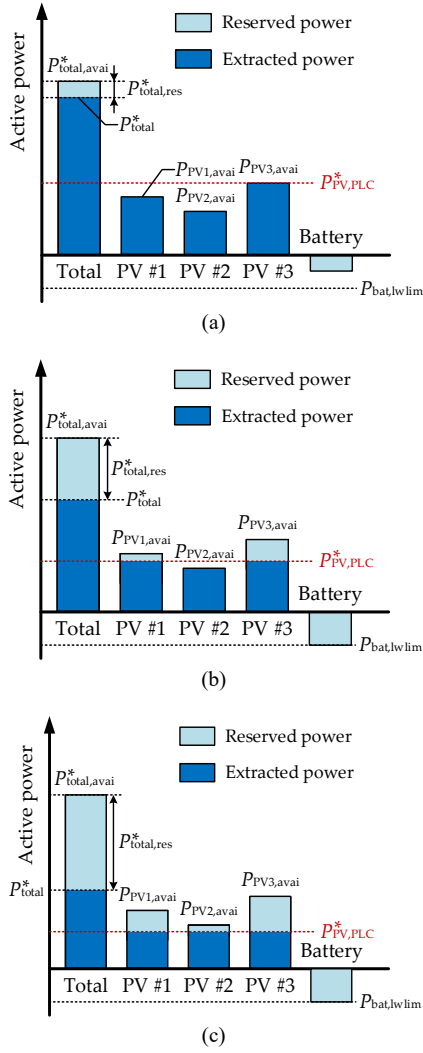 Reserved power
Extracted power
Active power
P*total,avai
P*total,res
P*total
PPV1,avai
PPV2,avai
PPV3,avai
P*PV,PLC
Battery
Total PV #1 PV #2 PV #3
Pbat,lwlim
(a)
Reserved power
Extracted power
Active power
P*total,avai
P*total,res
P*total
PPV1,avai
PPV2,avai
PPV3,avai
P*PV,PLC
Battery
Total PV #1 PV #2 PV #3
Pbat,lwlim
(b)
Reserved power
Extracted power
Active power
P*total,avai
P*total,res
P*total
PPV1,avai
PPV2,avai
PPV3,avai
P*PV,PLC
Battery
Total PV #1 PV #2 PV #3
Pbat,lwlim
(c)